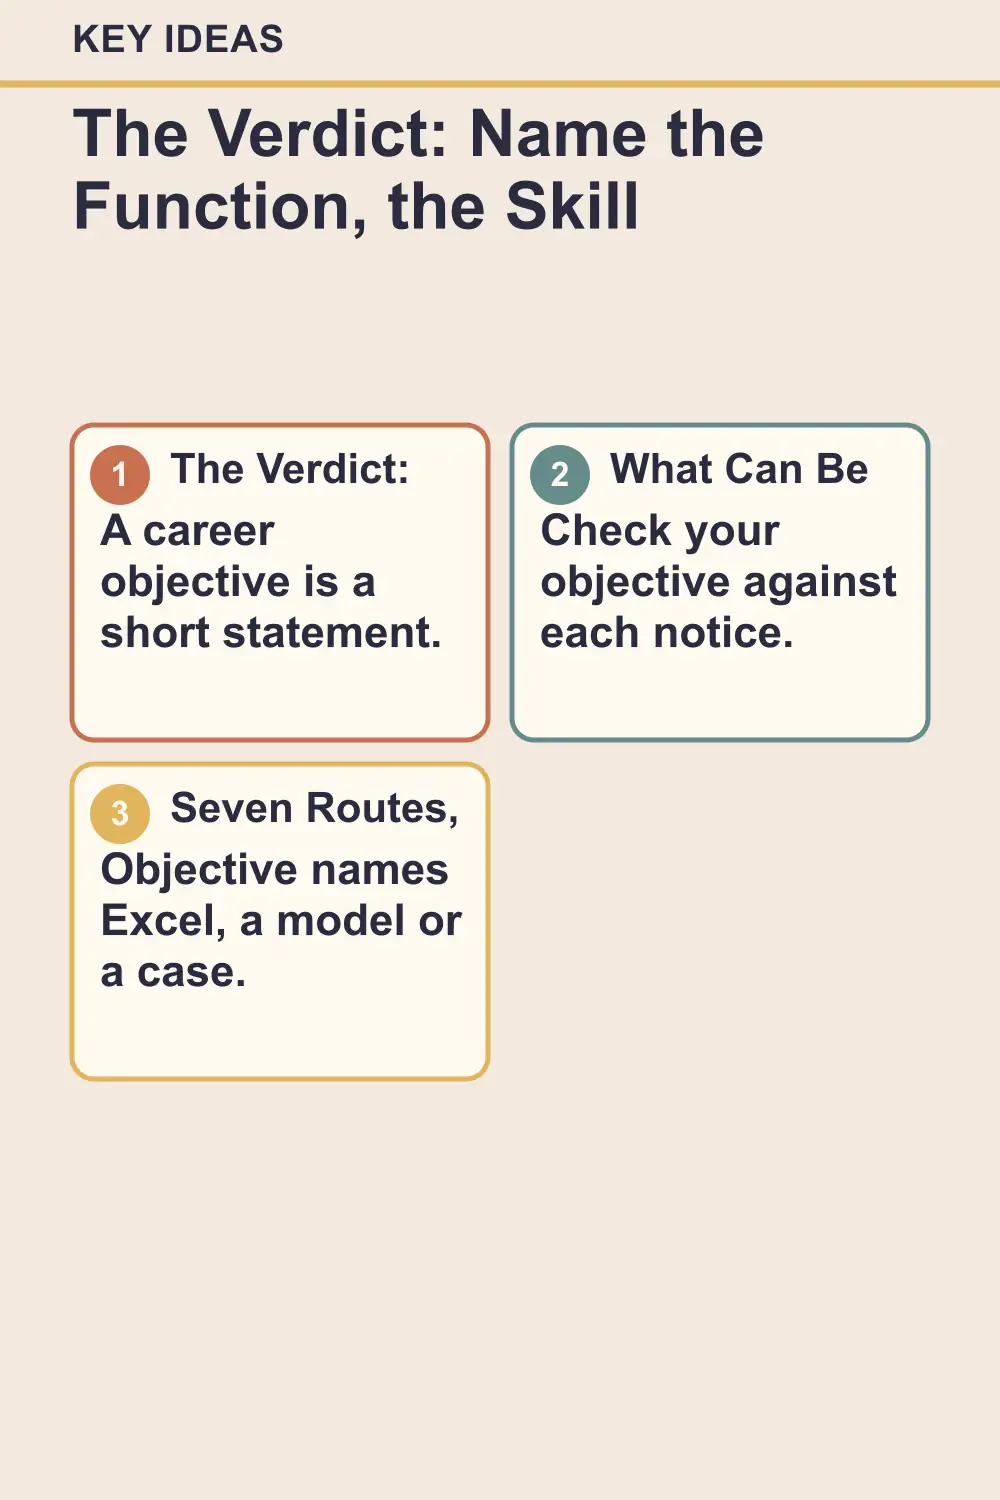 KEY IDEAS
The Verdict: Name the
Function, the Skill
1 The Verdict:
A career
objective is a
short statement.
2 What Can Be
Check your
objective against
each notice.
3 Seven Routes,
Objective names
Excel, a model or
a case.